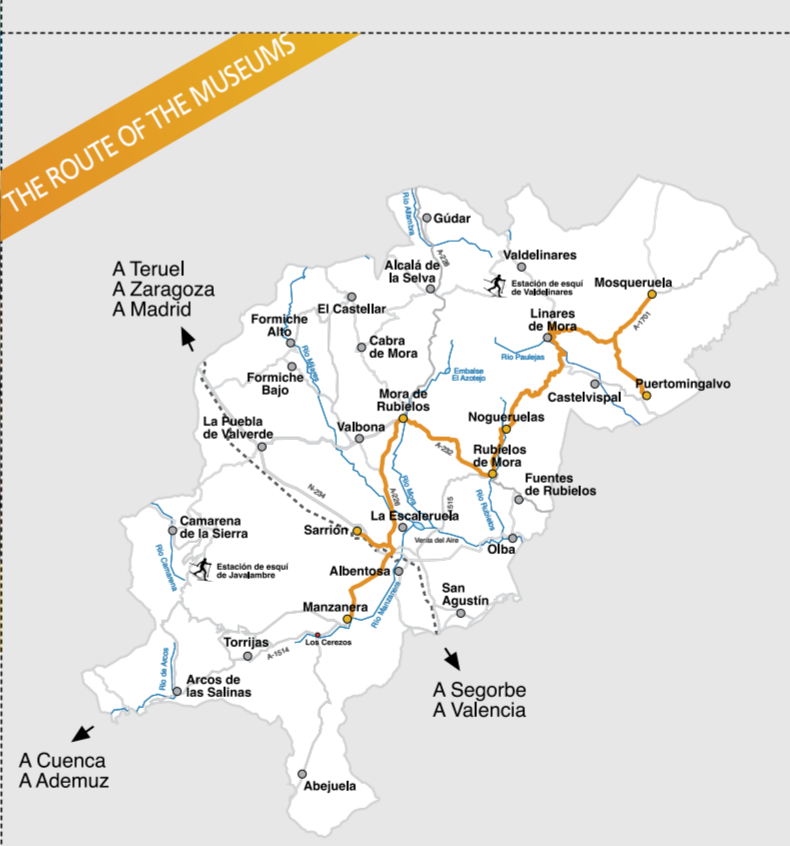 THE ROUTE OF THE MUSEUMS
Río Alfambra
Gúdar
A-228
Valdelinares
A Teruel
A Zaragoza
A Madrid
Alcalá de
la Selva
Estación de esquí
de Valdelinares
Mosqueruela
El Castellar
Linares
de Mora
A-1701
Formiche
Alto
Cabra
de Mora
Río Mijares
Río Paulejas
Embalse
El Azotejo
Formiche
Bajo
Castelvispal
Puertomingalvo
Mora de
Rubielos
Nogueruelas
La Puebla
de Valverde
Valbona
A-232
Rubielos
de Mora
Fuentes
de Rubielos
N-234
A-228
Río Mora
Río Rubielos
La Escaleruela
Camarena
de la Sierra
Sarrión
Venta del Aire
Olba
Río Camarena
Estación de esquí
de Javalambre
Albentosa
San
Agustín
Manzanera
Río Manzanera
Los Cerezos
Torrijas
A-1514
Río de Arcos
Arcos de
las Salinas
A Segorbe
A Valencia
A Cuenca
A Ademuz
Abejuela